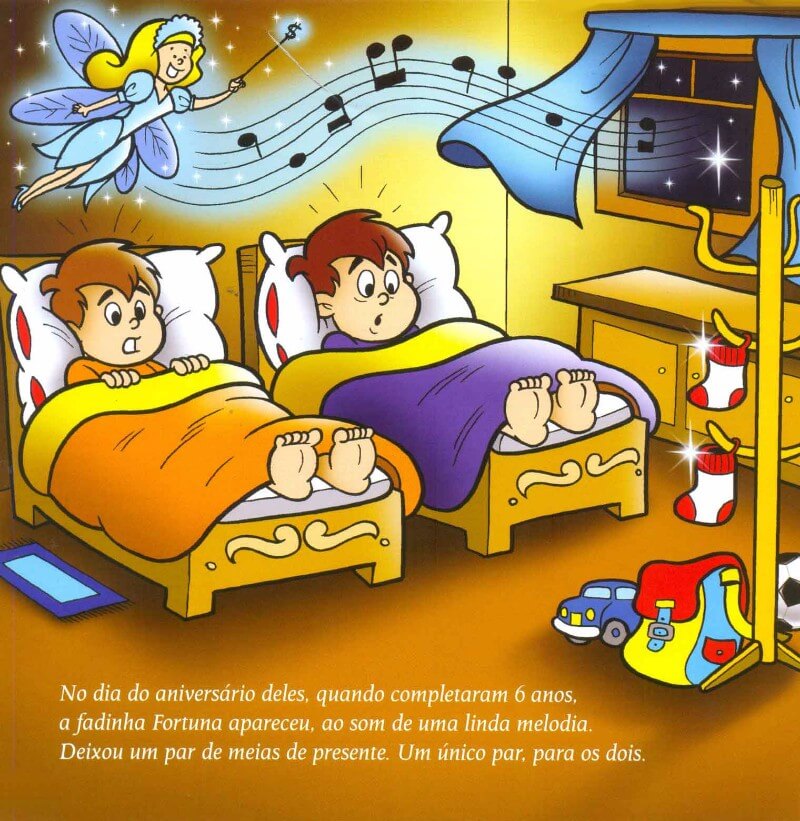 No dia do aniversário deles, quando completaram 6 anos,
a fadinha Fortuna apareceu, ao som de uma linda melodia.
Deixou um par de meias de presente. Um único par, para os dois.